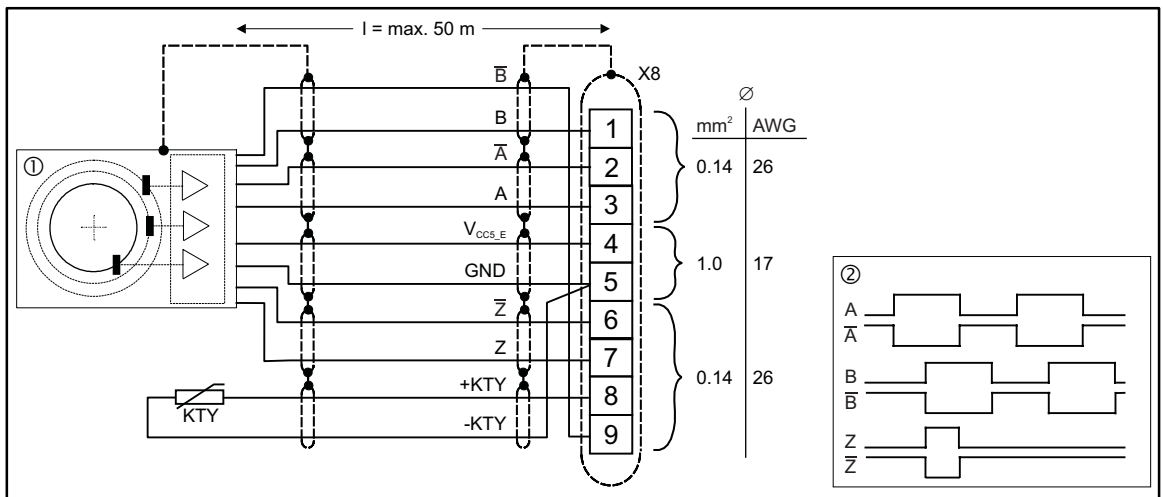 l = max. 50 m
X8
B̅
B
A̅
A
V_CC5_E
GND
Z̅
Z
+KTY
-KTY
KTY
①
1
2
3
4
5
6
7
8
9
∅
mm² AWG
0.14 26
1.0 17
0.14 26
②
A
A̅
B
B̅
Z
Z̅